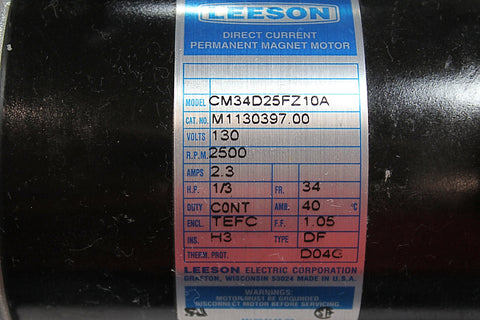 LEESON
DIRECT CURRENT
PERMANENT MAGNET MOTOR
MODEL CM34D25FZ10A
CAT. NO. M1130397.00
VOLTS 130
R.P.M. 2500
AMPS 2.3
H.P. 1/3 FR. 34
DUTY CONT AMB. 40 °C
ENCL. TEFC F.F. 1.05
INS. H3 TYPE DF
THERM. PROT. D04G
LEESON ELECTRIC CORPORATION
GRAFTON, WISCONSIN 53024 MADE IN U.S.A.
WARNING:
MOTOR MUST BE GROUNDED
DISCONNECT MOTOR BEFORE SERVICING